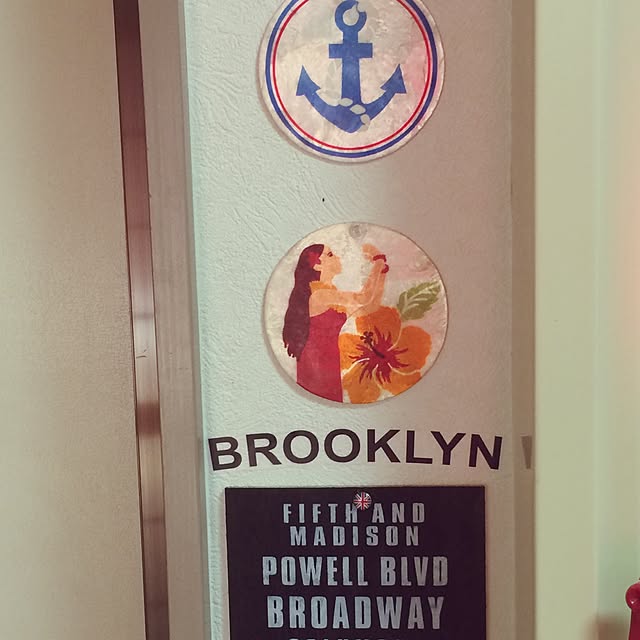 BROOKLYN
FIFTH AND
MADISON
POWELL BLVD
BROADWAY